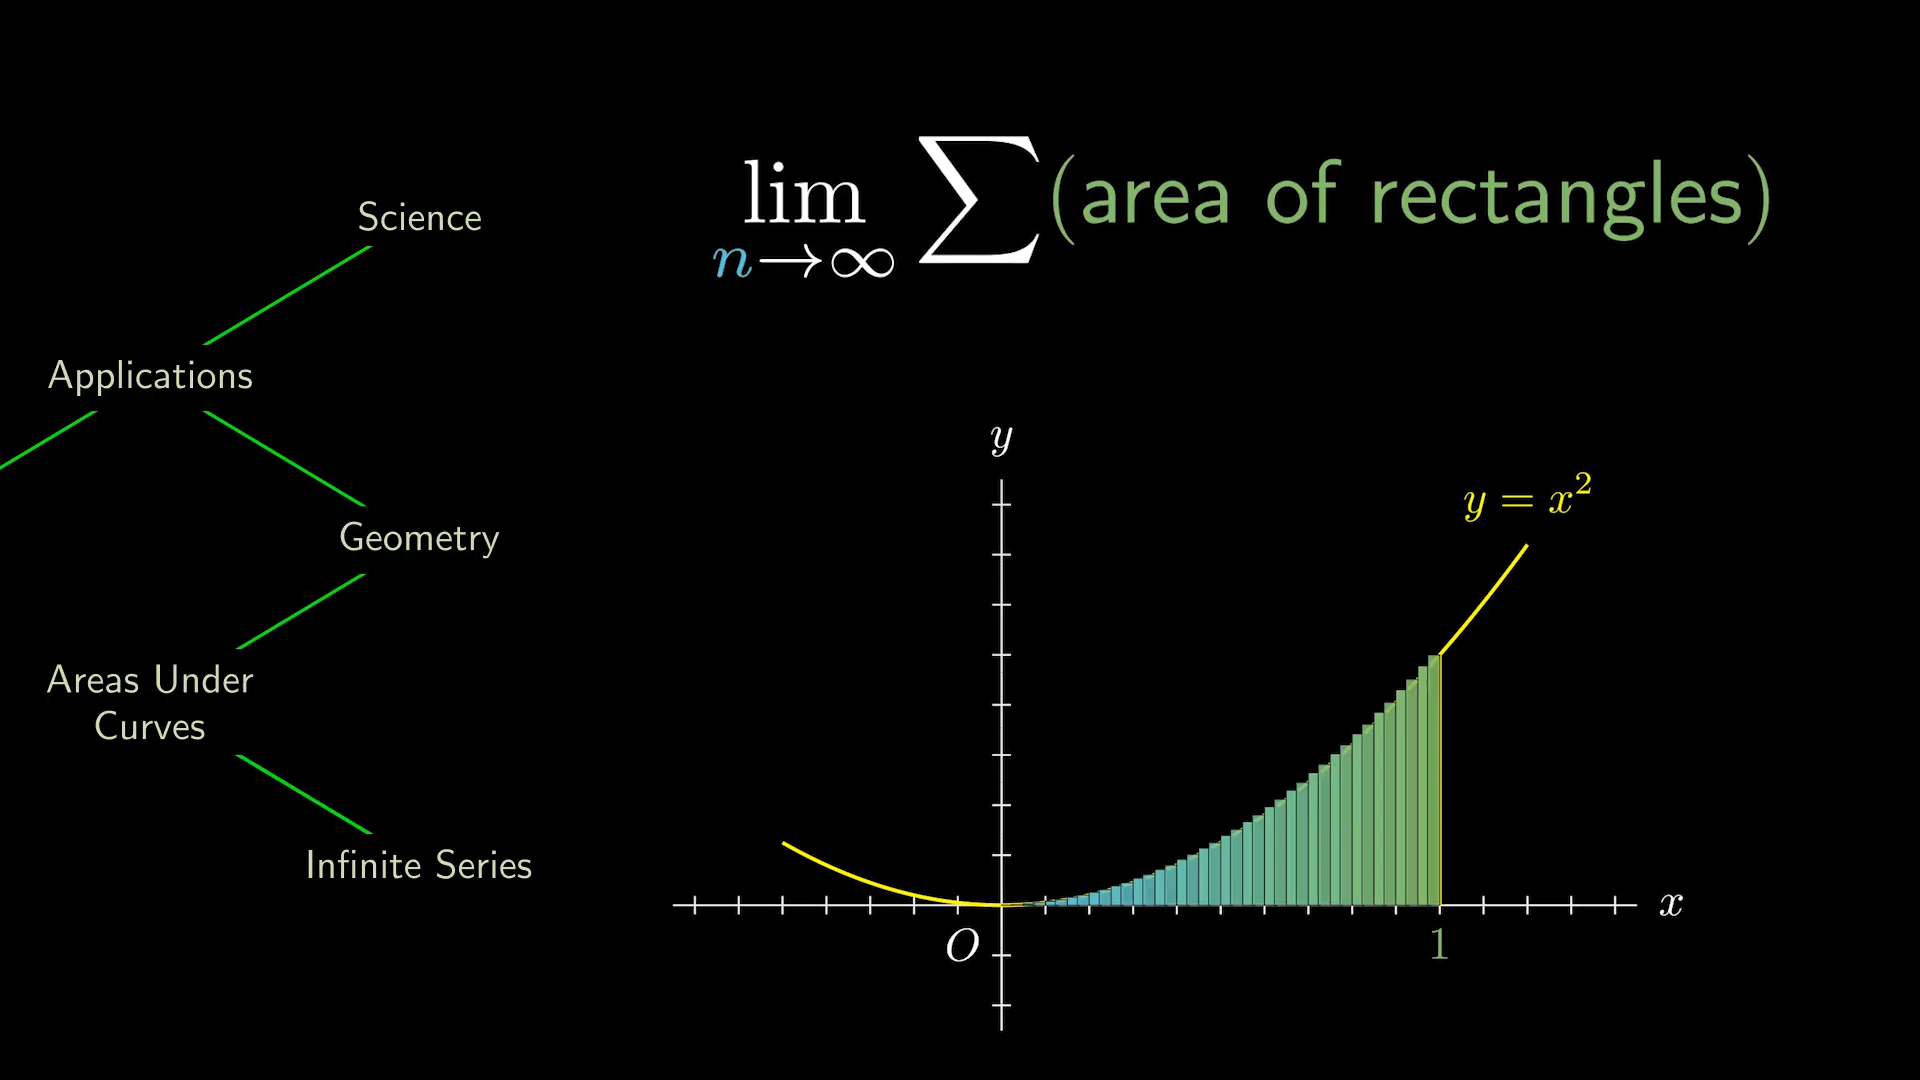 Science
Applications
Geometry
Areas Under
Curves
Infinite Series
lim n→∞ ∑(area of rectangles)
y
y = x²
x
O
1